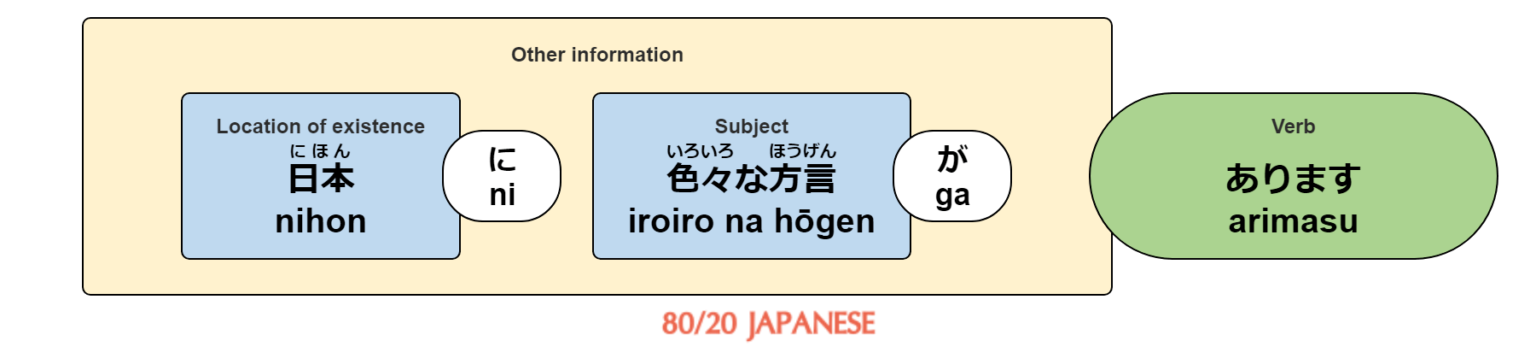 Other information
Location of existence
にほん
日本
nihon
に
ni
Subject
いろいろ ほうげん
色々な方言
iroiro na hōgen
が
ga
Verb
あります
arimasu
80/20 JAPANESE